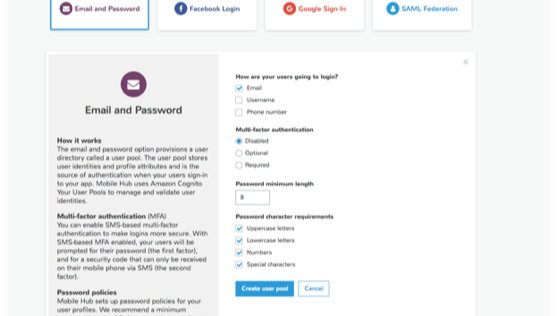 Email and Password
Facebook Login
Google Sign-In
SAML Federation
Email and Password
How it works
The email and password option provisions a user
directory called a user pool. The user pool stores
user identities and profile attributes and is the
source of authentication when your users sign-in
to your app. Mobile Hub uses Amazon Cognito
Your User Pools to manage and validate user
identities.
Multi-factor authentication (MFA)
You can enable SMS-based multi-factor
authentication to make logins more secure. With
SMS-based MFA enabled, your users will be
prompted for their password (the first factor),
and for a security code that can only be received
on their mobile phone via SMS (the second
factor).
Password policies
Mobile Hub sets up password policies for your
user profiles. We recommend a minimum
How are your users going to login?
Email
Username
Phone number
Multi-factor authentication
Disabled
Optional
Required
Password minimum length
8
Password character requirements
Uppercase letters
Lowercase letters
Numbers
Special characters
Create user pool
Cancel